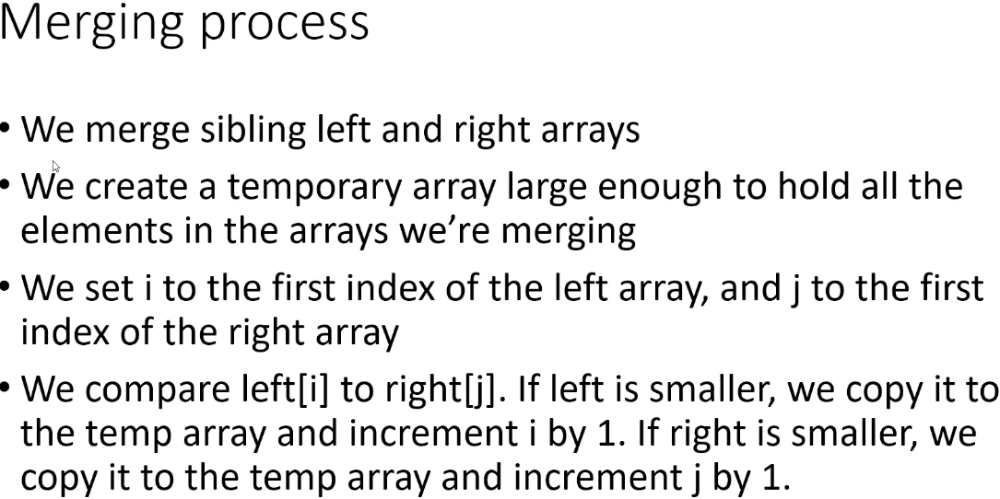 Merging process
• We merge sibling left and right arrays
• We create a temporary array large enough to hold all the
elements in the arrays we’re merging
• We set i to the first index of the left array, and j to the first
index of the right array
• We compare left[i] to right[j]. If left is smaller, we copy it to
the temp array and increment i by 1. If right is smaller, we
copy it to the temp array and increment j by 1.